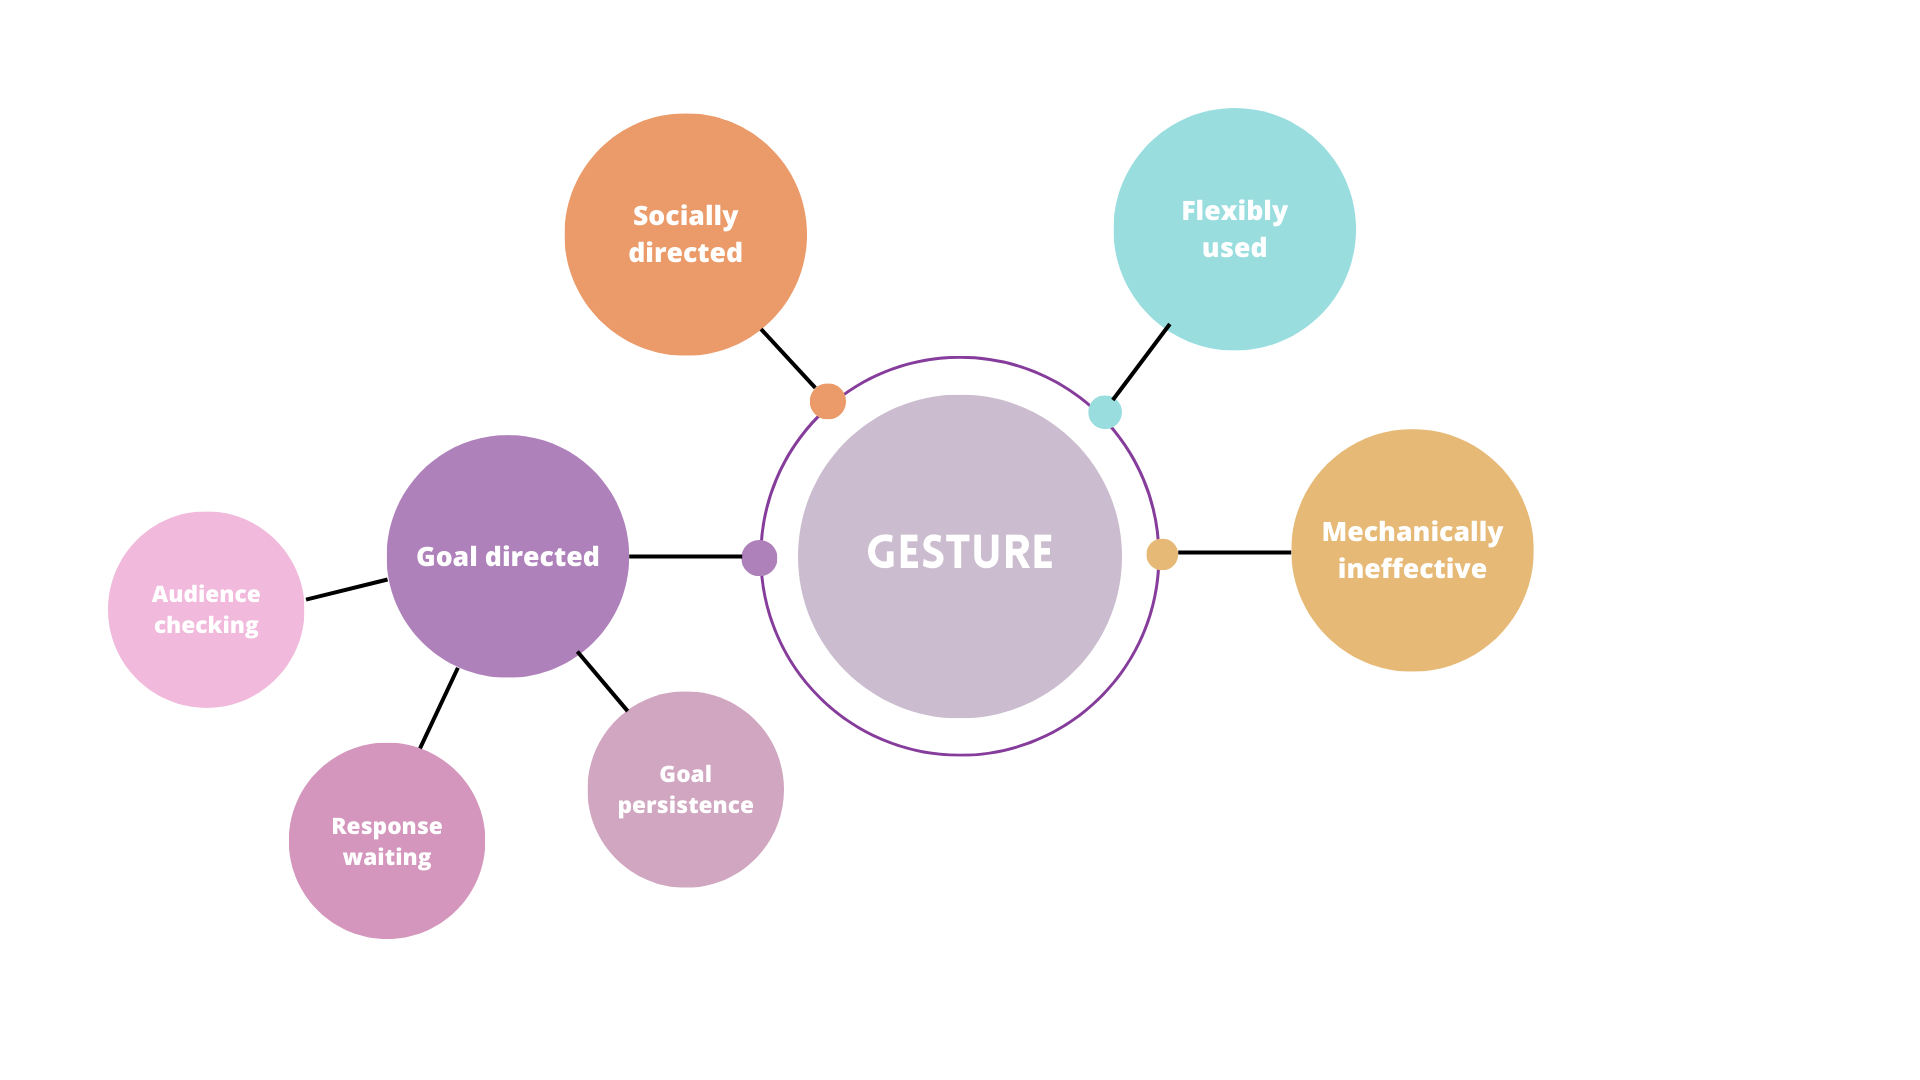 Socially
directed
Flexibly
used
Goal directed
GESTURE
Mechanically
ineffective
Audience
checking
Response
waiting
Goal
persistence